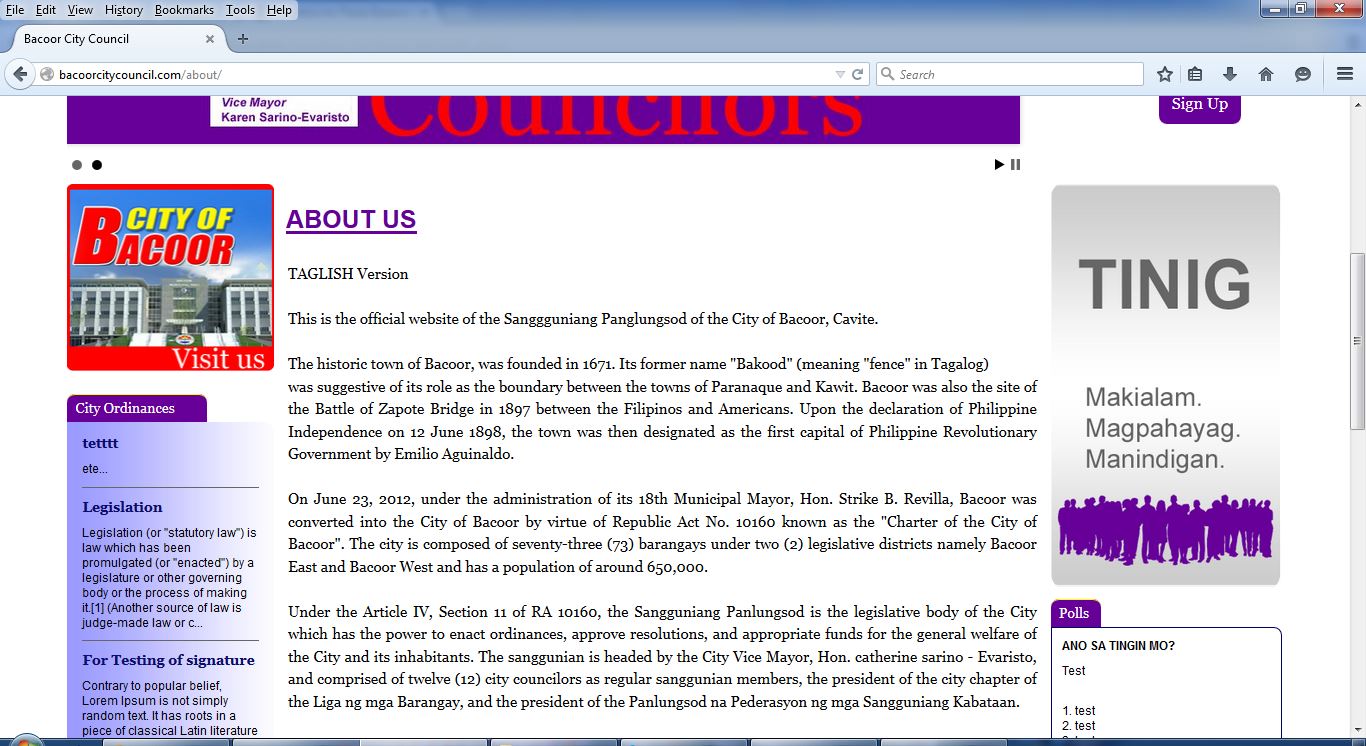 File Edit View History Bookmarks Tools Help
Bacoor City Council
bacoorcitycouncil.com/about/
Search
Vice Mayor
Karen Sarino-Evaristo
Councilors
Sign Up
CITY OF
BACOOR
Visit us
City Ordinances
tetttt
ete...
Legislation
Legislation (or "statutory law") is
law which has been
promulgated (or "enacted") by a
legislature or other governing
body or the process of making
it.[1] (Another source of law is
judge-made law or c...
For Testing of signature
Contrary to popular belief,
Lorem Ipsum is not simply
random text. It has roots in a
piece of classical Latin literature
ABOUT US
TAGLISH Version
This is the official website of the Sanggguniang Panglungsod of the City of Bacoor, Cavite.
The historic town of Bacoor, was founded in 1671. Its former name "Bakood" (meaning "fence" in Tagalog)
was suggestive of its role as the boundary between the towns of Paranaque and Kawit. Bacoor was also the site of
the Battle of Zapote Bridge in 1897 between the Filipinos and Americans. Upon the declaration of Philippine
Independence on 12 June 1898, the town was then designated as the first capital of Philippine Revolutionary
Government by Emilio Aguinaldo.
On June 23, 2012, under the administration of its 18th Municipal Mayor, Hon. Strike B. Revilla, Bacoor was
converted into the City of Bacoor by virtue of Republic Act No. 10160 known as the "Charter of the City of
Bacoor". The city is composed of seventy-three (73) barangays under two (2) legislative districts namely Bacoor
East and Bacoor West and has a population of around 650,000.
Under the Article IV, Section 11 of RA 10160, the Sangguniang Panlungsod is the legislative body of the City
which has the power to enact ordinances, approve resolutions, and appropriate funds for the general welfare of
the City and its inhabitants. The sanggunian is headed by the City Vice Mayor, Hon. catherine sarino - Evaristo,
and comprised of twelve (12) city councilors as regular sanggunian members, the president of the city chapter of
the Liga ng mga Barangay, and the president of the Panlungsod na Pederasyon ng mga Sangguniang Kabataan.
TINIG
Makialam.
Magpahayag.
Manindigan.
Polls
ANO SA TINGIN MO?
Test
1. test
2. test